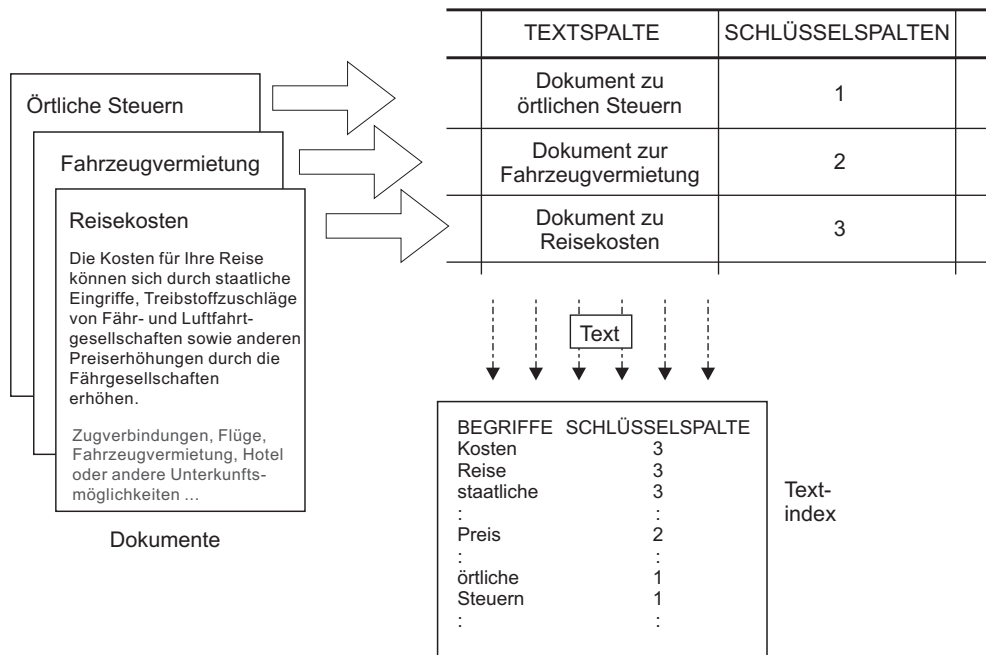 TEXTSPALTE SCHLÜSSELSPALTEN
Dokument zu
örtlichen Steuern
1
Dokument zur
Fahrzeugvermietung
2
Dokument zu
Reisekosten
3
Örtliche Steuern
Fahrzeugvermietung
Reisekosten
Die Kosten für Ihre Reise
können sich durch staatliche
Eingriffe, Treibstoffzuschläge
von Fähr- und Luftfahrt-
gesellschaften sowie anderen
Preiserhöhungen durch die
Fährgesellschaften
erhöhen.
Zugverbindungen, Flüge,
Fahrzeugvermietung, Hotel
oder andere Unterkunfts-
möglichkeiten ...
Dokumente
Text
BEGRIFFE SCHLÜSSELSPALTE
Kosten 3
Reise 3
staatliche 3
: :
Preis 2
: :
örtliche 1
Steuern 1
: :
Text-
index